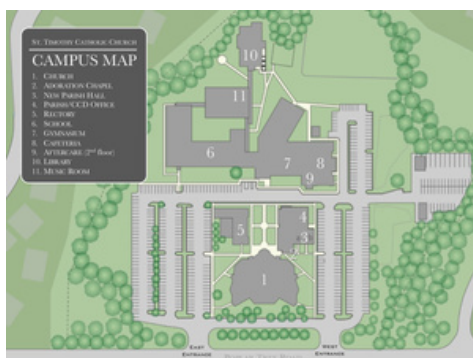 St. Timothy Catholic Church
CAMPUS MAP
1. Church
2. Adoration Chapel
3. New Parish Hall
4. Parish/CCD Office
5. Rectory
6. School
7. Gymnasium
8. Cafeteria
9. Aftercare (2nd floor)
10. Library
11. Music Room
10
11
6
7
8
9
5
4
3
1
East
Entrance
West
Entrance